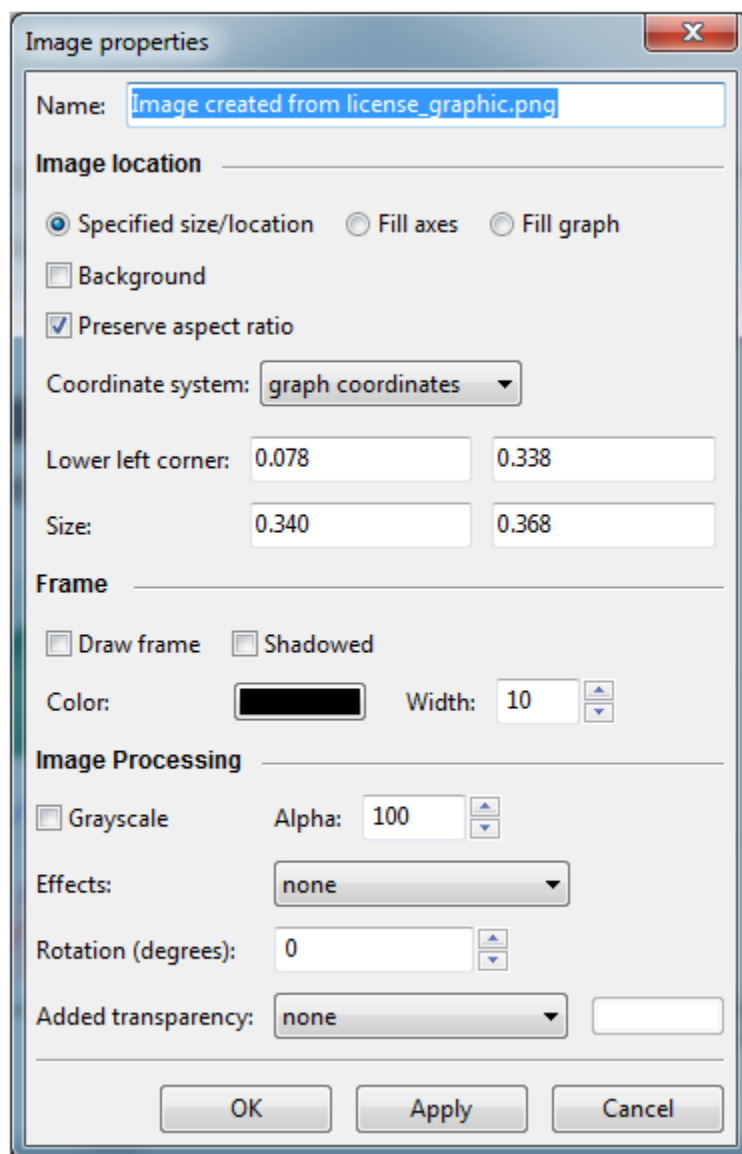 Image properties
Name: Image created from license_graphic.png
Image location
Specified size/location Fill axes Fill graph
Background
Preserve aspect ratio
Coordinate system: graph coordinates
Lower left corner: 0.078 0.338
Size: 0.340 0.368
Frame
Draw frame Shadowed
Color: Width: 10
Image Processing
Grayscale Alpha: 100
Effects: none
Rotation (degrees): 0
Added transparency: none
OK Apply Cancel